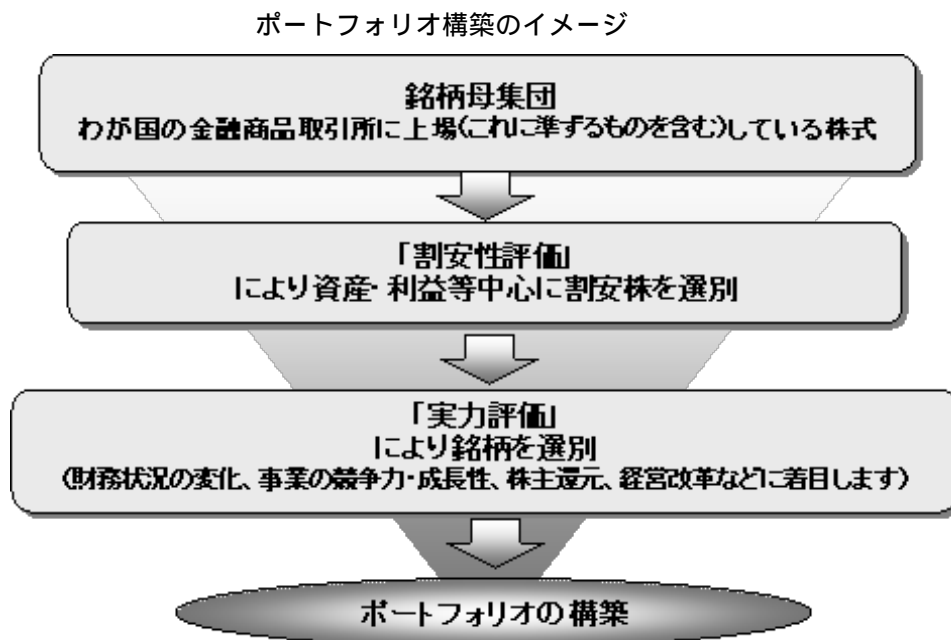 ポートフォリオ構築のイメージ
銘柄母集団
わが国の金融商品取引所に上場(これに準ずるものを含む)している株式
「割安性評価」
により資産・利益等中心に割安株を選別
「実力評価」
により銘柄を選別
(財務状況の変化、事業の競争力・成長性、株主還元、経営改革などに着目します)
ポートフォリオの構築